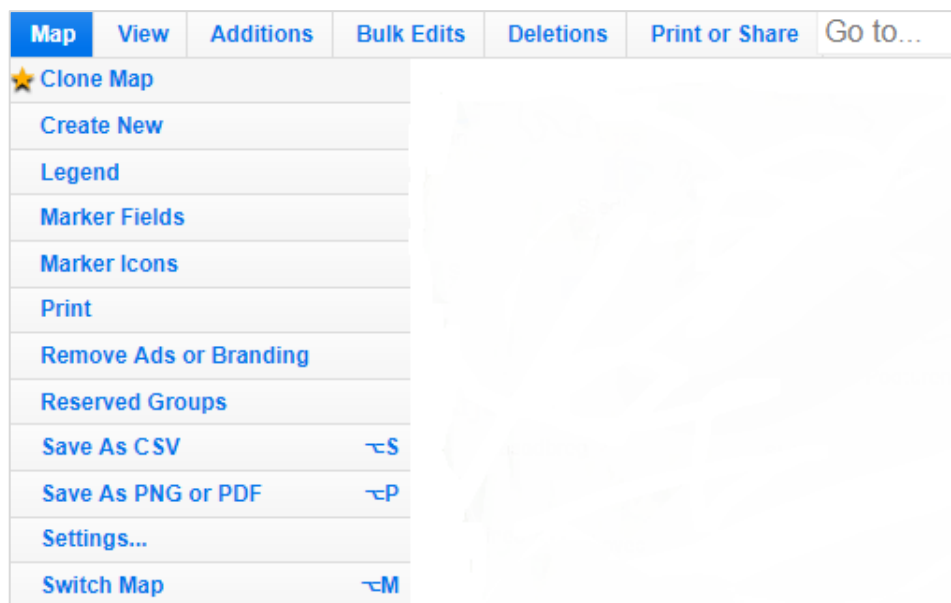 Map View Additions Bulk Edits Deletions Print or Share Go to...
Clone Map
Create New
Legend
Marker Fields
Marker Icons
Print
Remove Ads or Branding
Reserved Groups
Save As CSV ⌥S
Save As PNG or PDF ⌥P
Settings...
Switch Map ⌥M